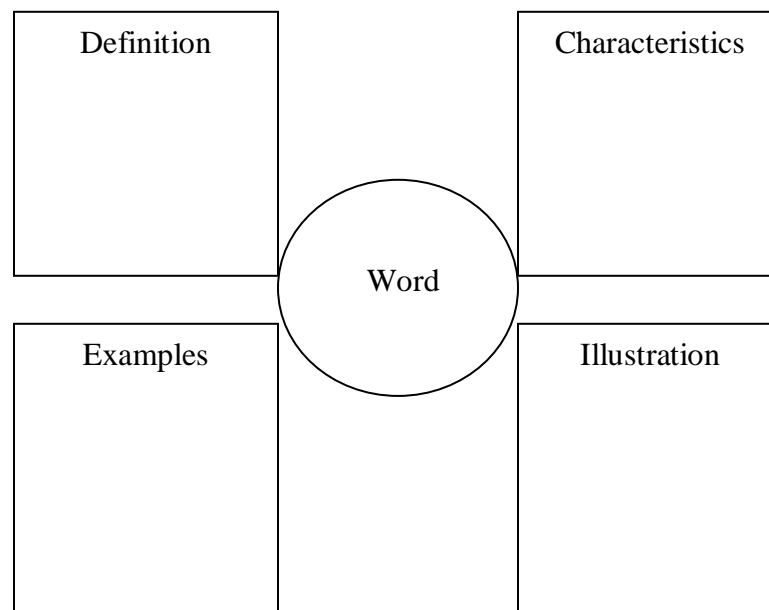 Definition
Characteristics
Word
Examples
Illustration